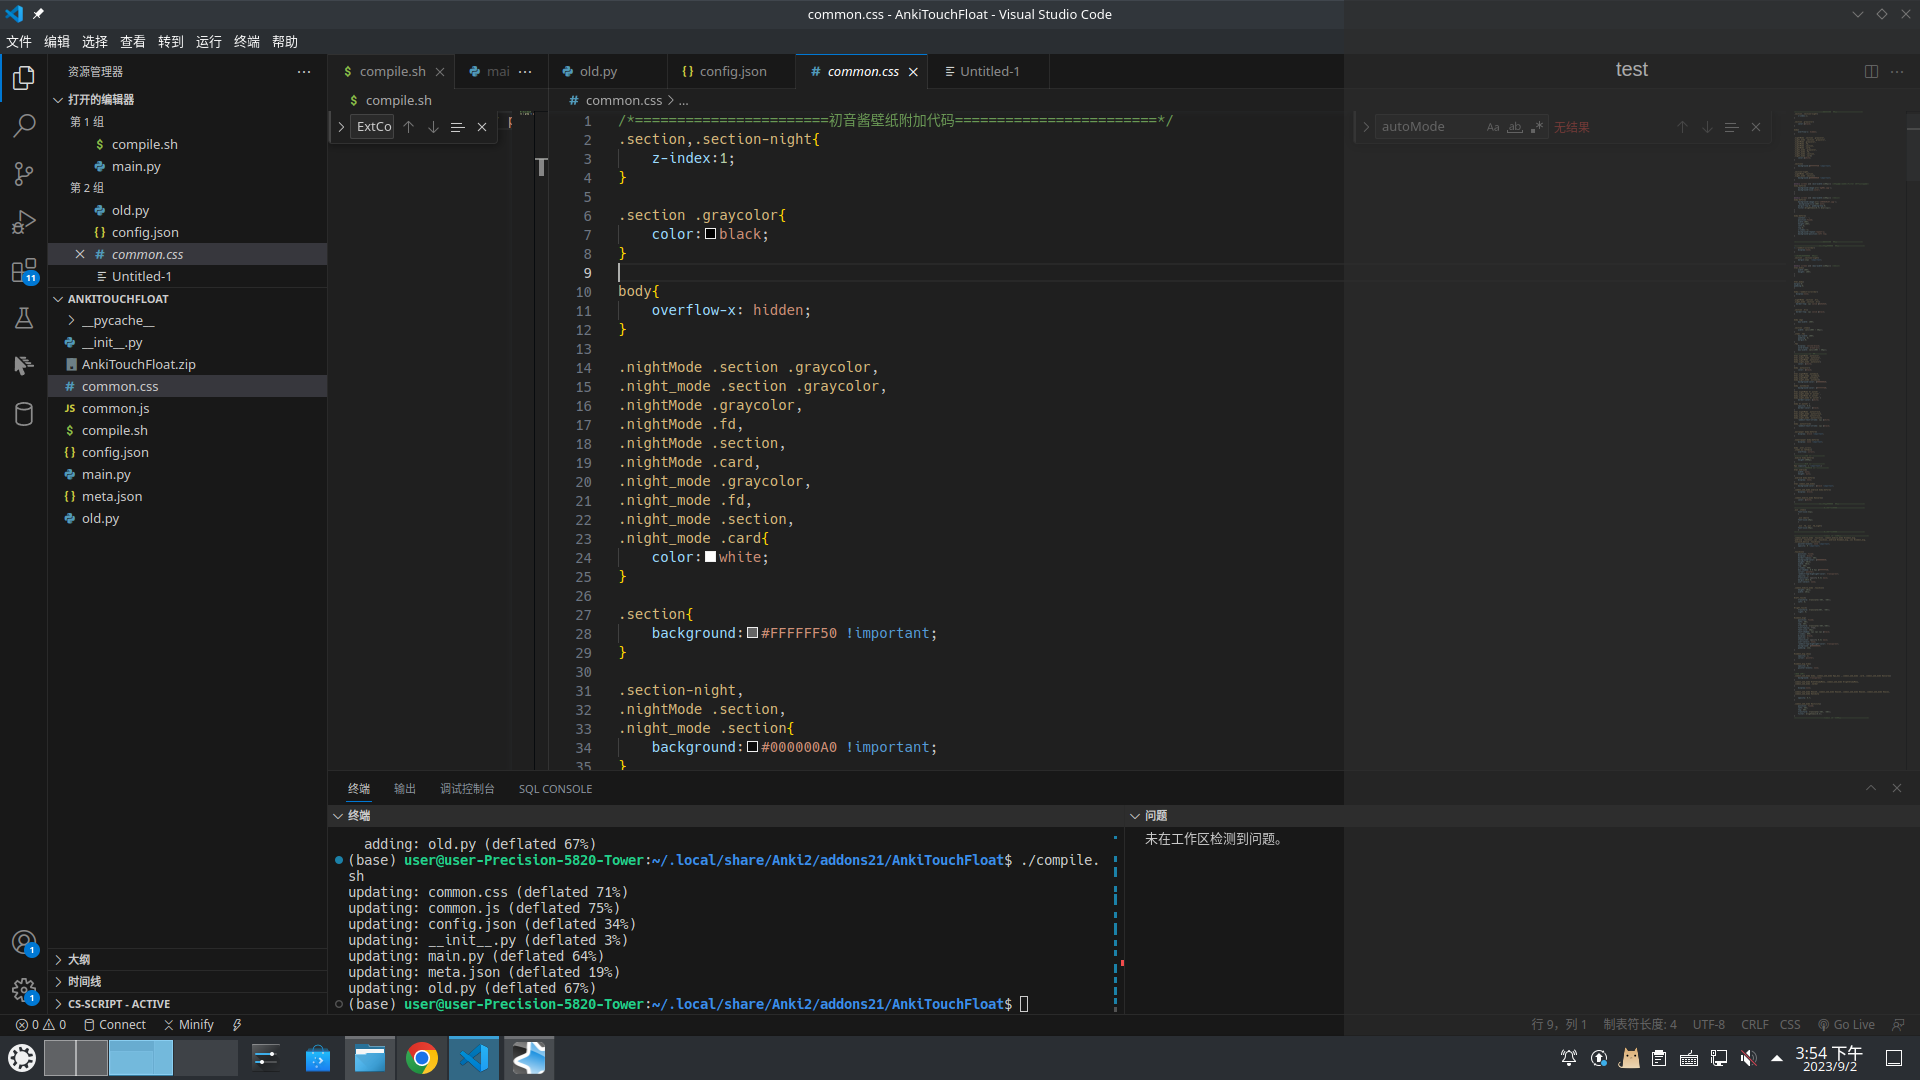 common.css - AnkiTouchFloat - Visual Studio Code
文件 编辑 选择 查看 转到 运行 终端 帮助
资源管理器
打开的编辑器
第 1 组
compile.sh
main.py
第 2 组
old.py
config.json
common.css
Untitled-1
ANKITOUCHFLOAT
__pycache__
__init__.py
AnkiTouchFloat.zip
common.css
common.js
compile.sh
config.json
main.py
meta.json
old.py
大纲
时间线
CS-SCRIPT - ACTIVE
11
1
1
compile.sh
mai
compile.sh
ExtCo
old.py
config.json
common.css
Untitled-1
test
common.css > ...
autoMode
Aa
ab
无结果
1 /*=======================初音酱壁纸附加代码========================*/
2 .section,.section-night{
3 z-index:1;
4 }
5
6 .section .graycolor{
7 color:black;
8 }
9
10 body{
11 overflow-x: hidden;
12 }
13
14 .nightMode .section .graycolor,
15 .night_mode .section .graycolor,
16 .nightMode .graycolor,
17 .nightMode .fd,
18 .nightMode .section,
19 .nightMode .card,
20 .night_mode .graycolor,
21 .night_mode .fd,
22 .night_mode .section,
23 .night_mode .card{
24 color:white;
25 }
26
27 .section{
28 background:#FFFFFF50 !important;
29 }
30
31 .section-night,
32 .nightMode .section,
33 .night_mode .section{
34 background:#000000A0 !important;
35 }
终端 输出 调试控制台 SQL CONSOLE
终端
adding: old.py (deflated 67%)
(base) user@user-Precision-5820-Tower:~/.local/share/Anki2/addons21/AnkiTouchFloat$ ./compile.
sh
updating: common.css (deflated 71%)
updating: common.js (deflated 75%)
updating: config.json (deflated 34%)
updating: __init__.py (deflated 3%)
updating: main.py (deflated 64%)
updating: meta.json (deflated 19%)
updating: old.py (deflated 67%)
(base) user@user-Precision-5820-Tower:~/.local/share/Anki2/addons21/AnkiTouchFloat$
问题
未在工作区检测到问题。
0 0 Connect Minify
行 9，列 1 制表符长度: 4 UTF-8 CRLF CSS Go Live
3:54 下午
2023/9/2